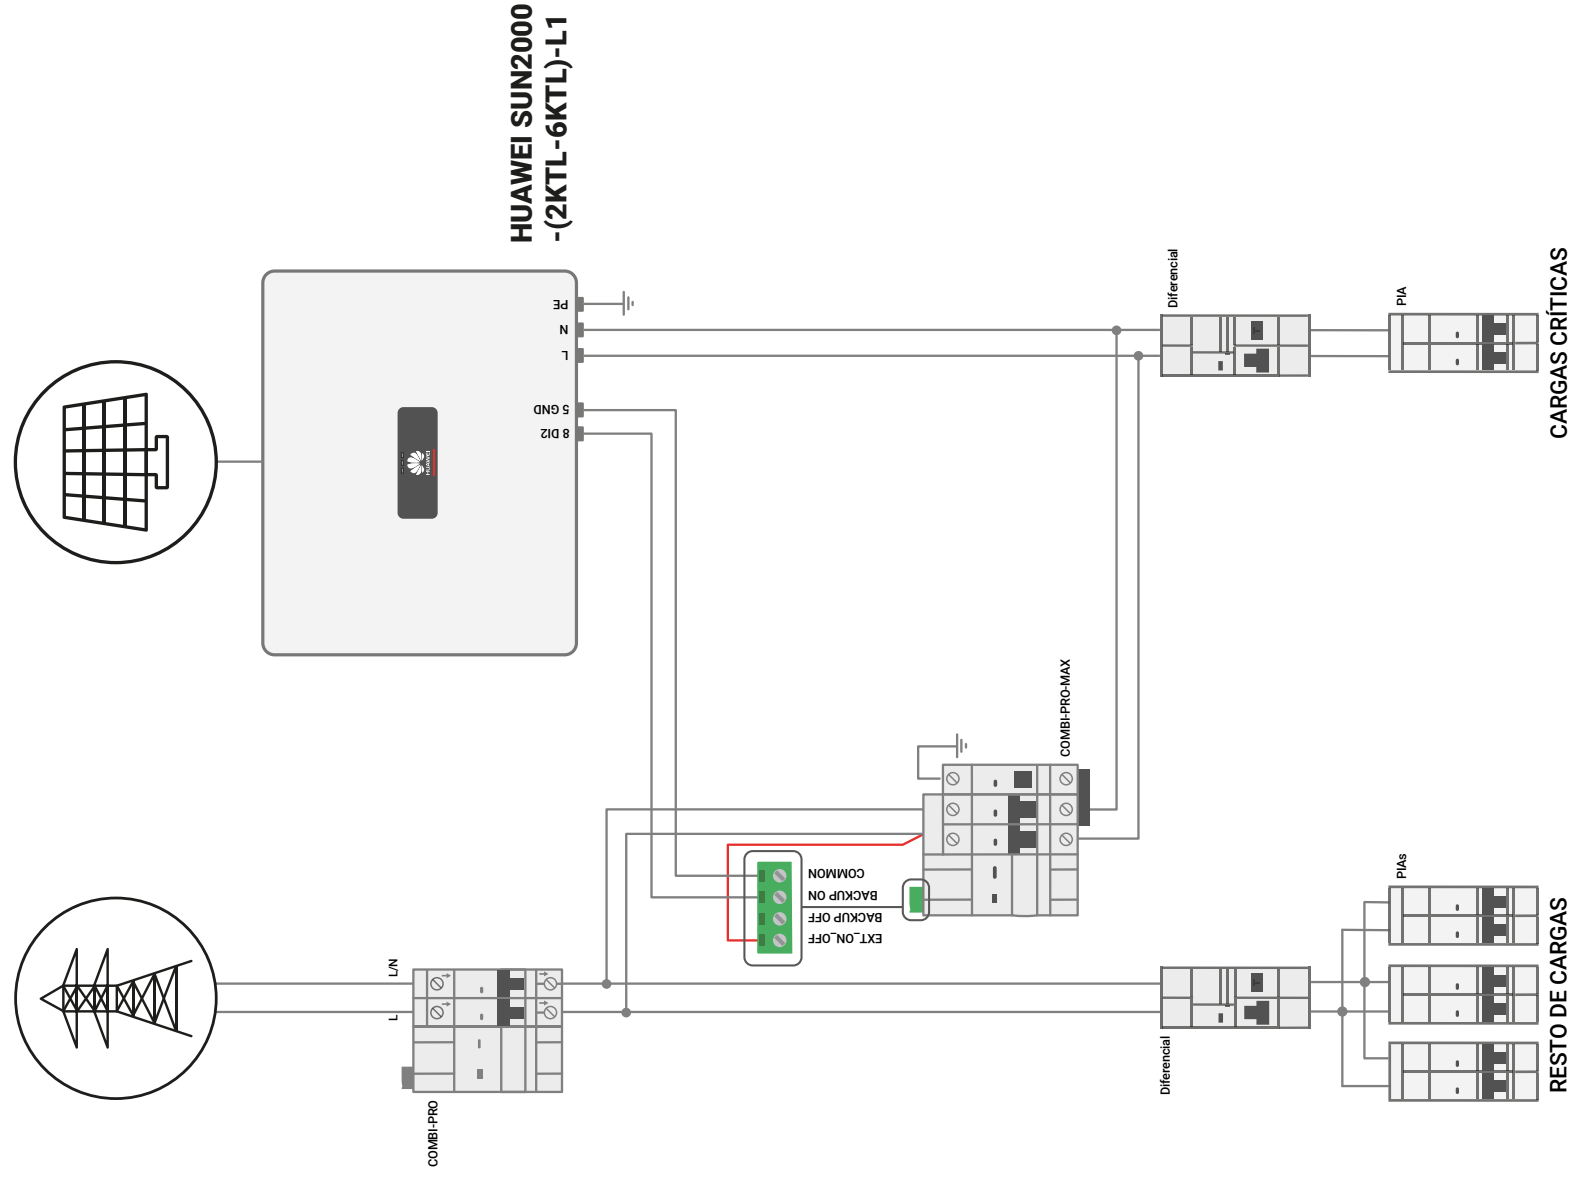 HUAWEI SUN2000
-(2KTL-6KTL)-L1
PE
N
L
5 GND
8 DI2
HUAWEI
Diferencial
PIA
CARGAS CRÍTICAS
COMBI-PRO-MAX
COMMON
BACKUP ON
BACKUP OFF
EXT_ON_OFF
L/N
L
COMBI-PRO
Diferencial
PIAs
RESTO DE CARGAS